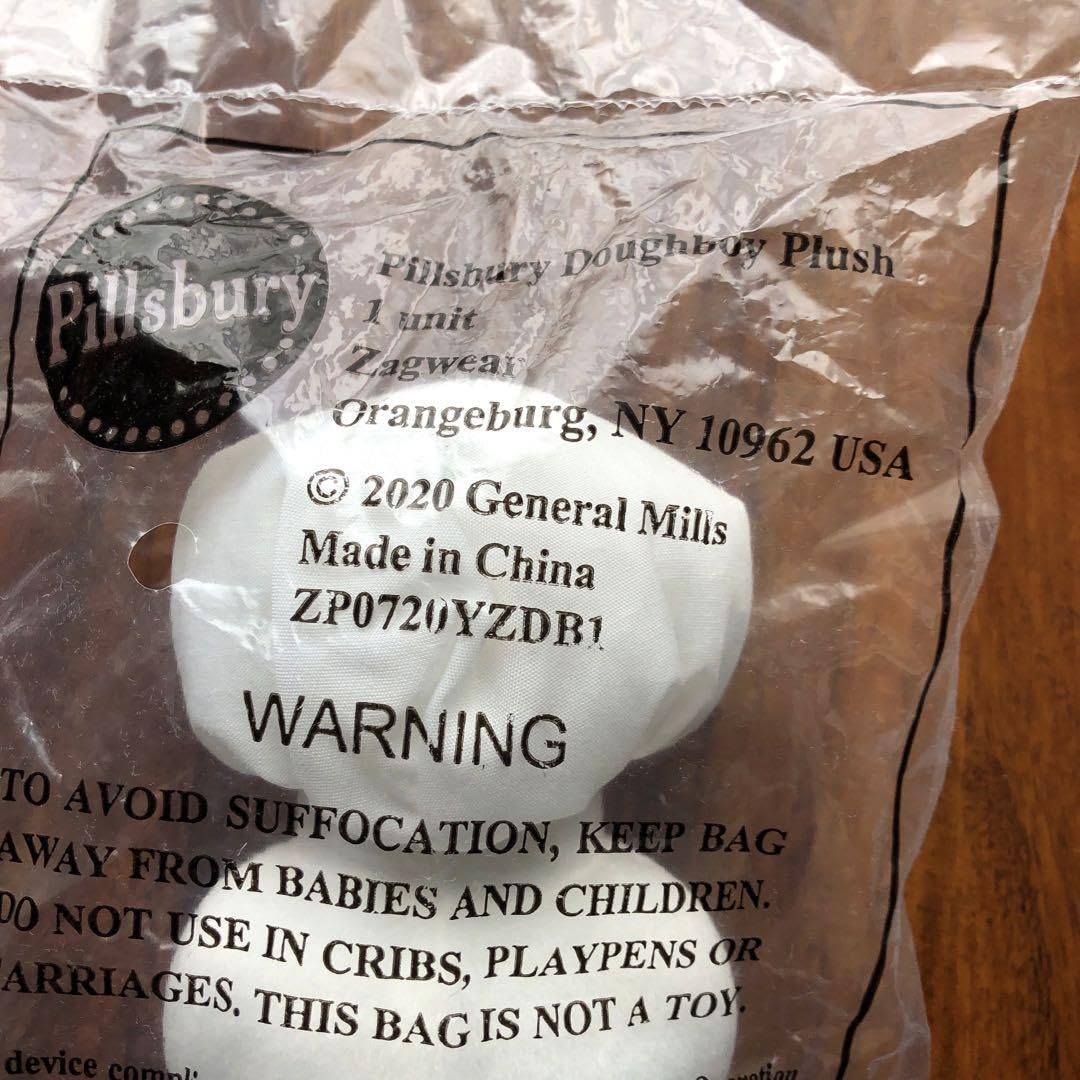 Pillsbury
Pillsbury Doughboy Plush
1 unit
Zagwear
Orangeburg, NY 10962 USA
© 2020 General Mills
Made in China
ZP0720YZDB1
WARNING
TO AVOID SUFFOCATION, KEEP BAG
AWAY FROM BABIES AND CHILDREN.
DO NOT USE IN CRIBS, PLAYPENS OR
ARRIAGES. THIS BAG IS NOT A TOY.
device